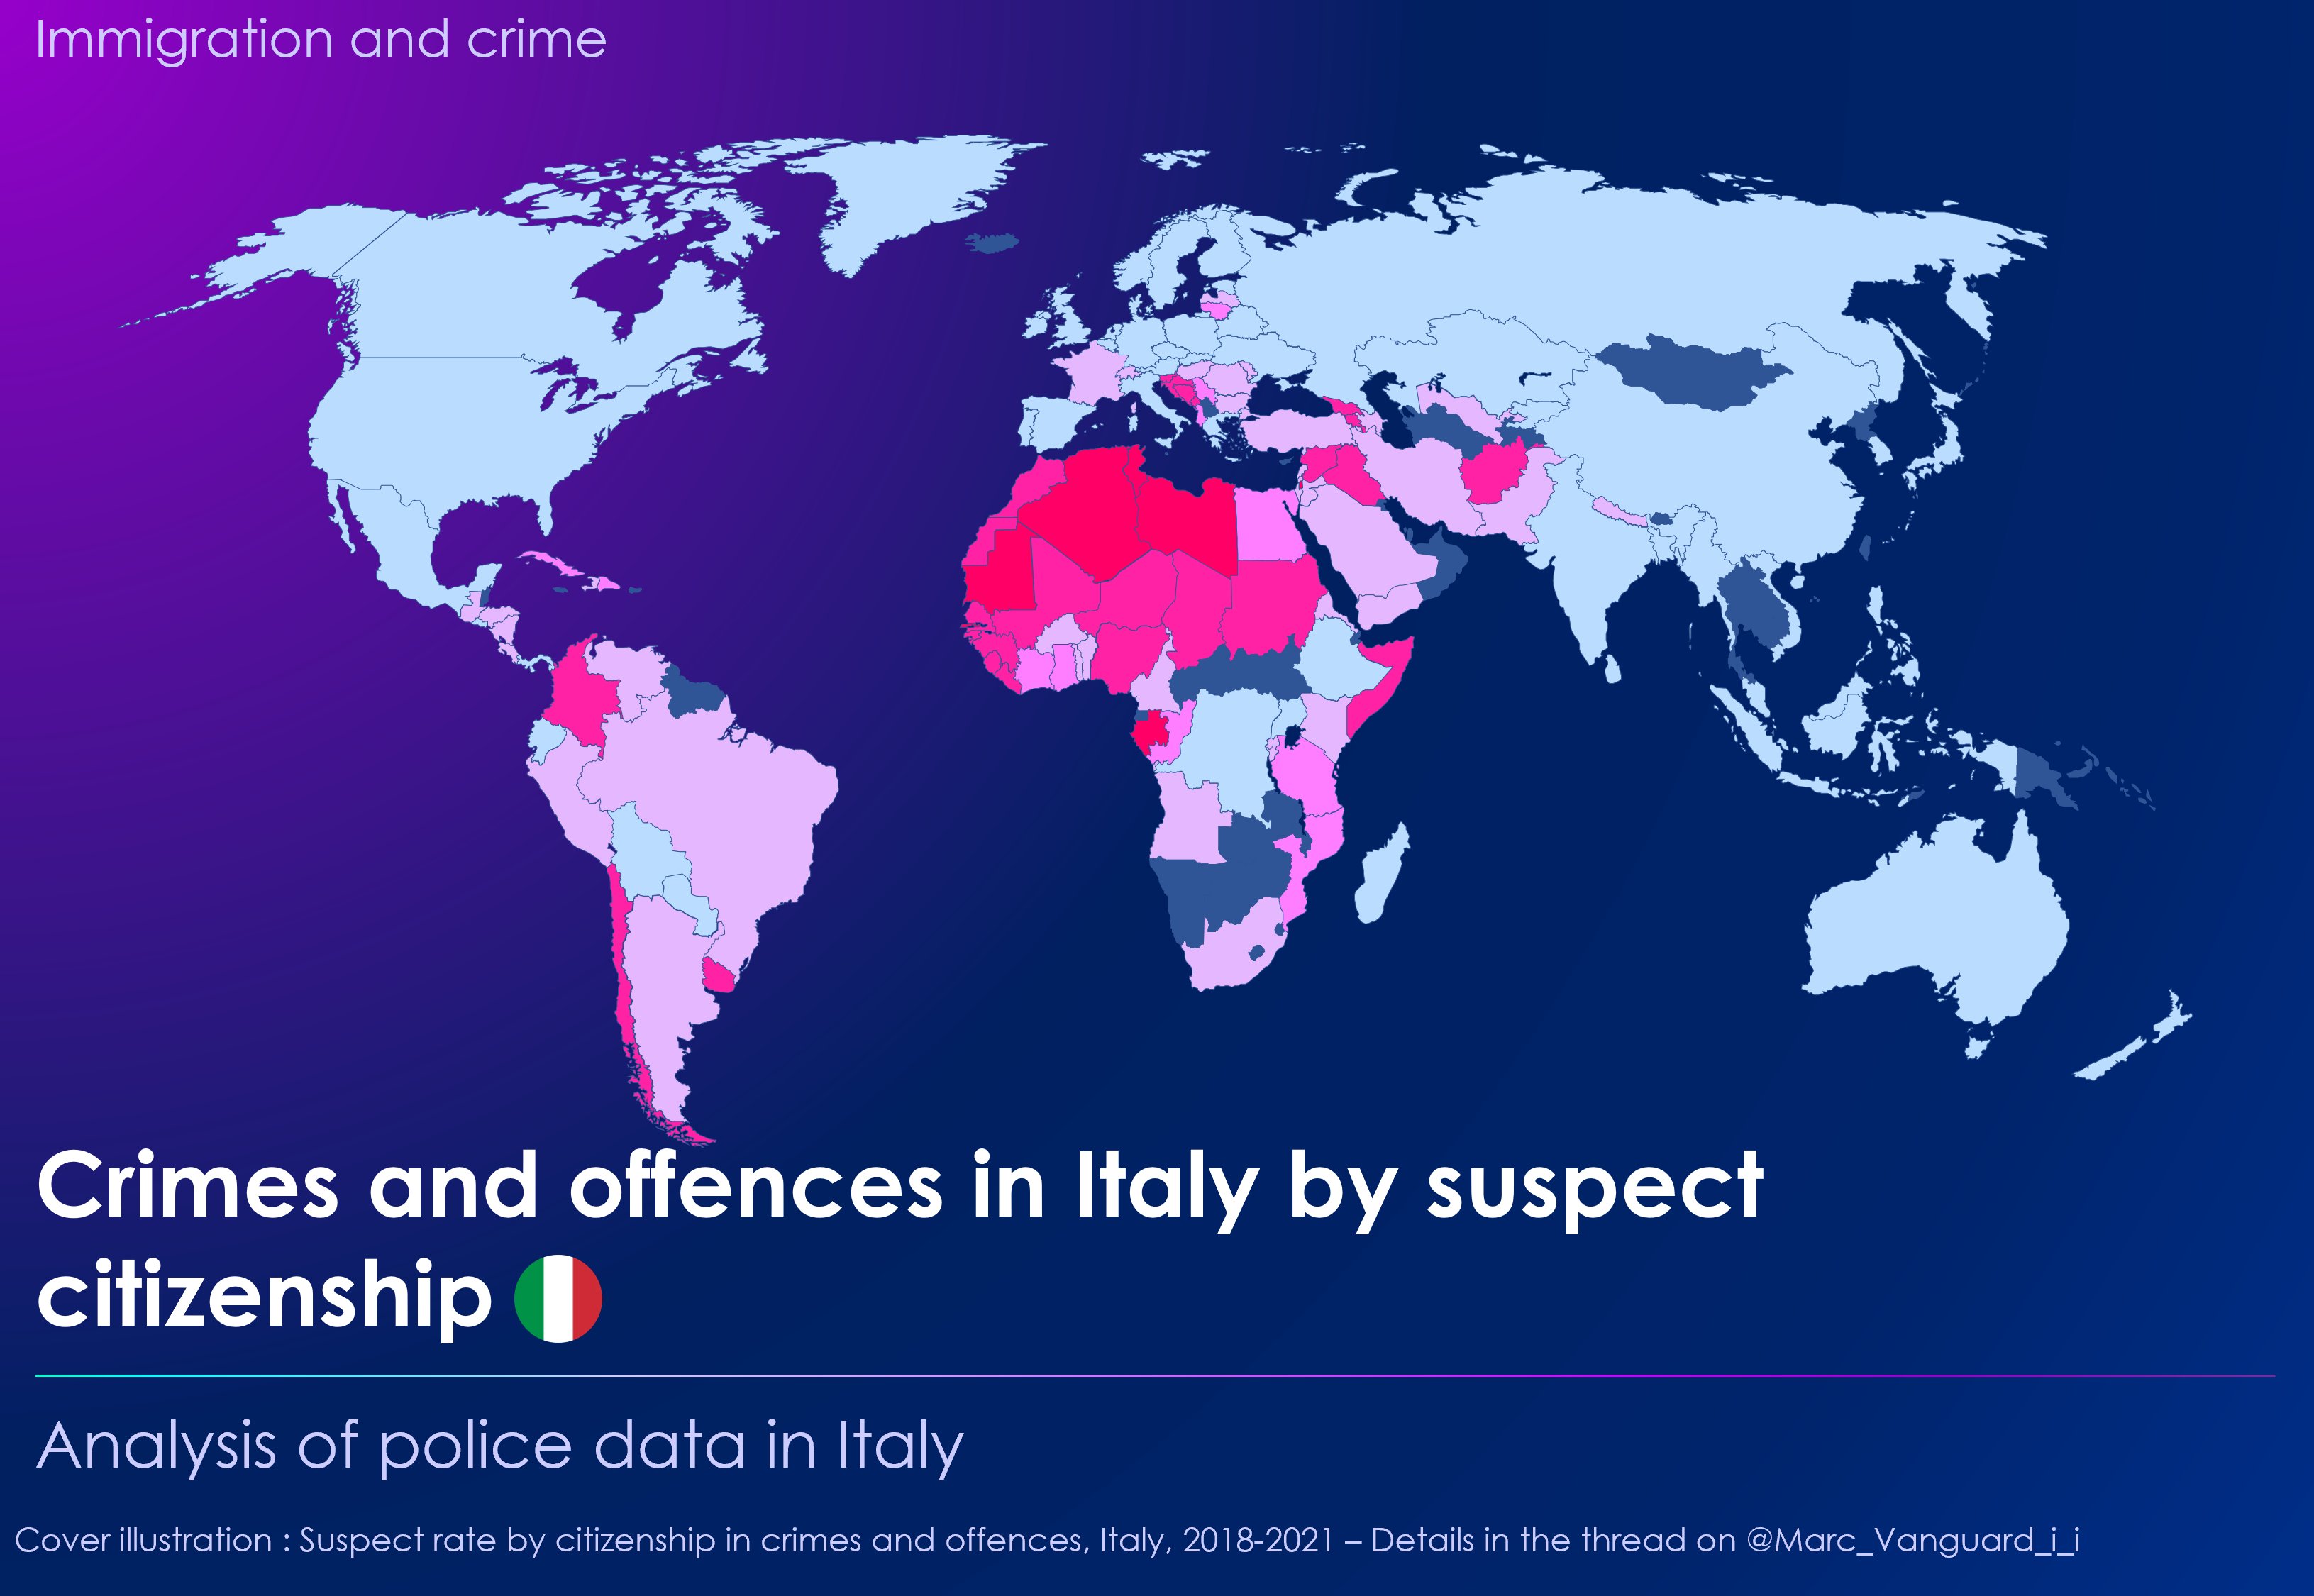 Immigration and crime
Crimes and offences in Italy by suspect
citizenship
Analysis of police data in Italy
Cover illustration : Suspect rate by citizenship in crimes and offences, Italy, 2018-2021 – Details in the thread on @Marc_Vanguard_i_i